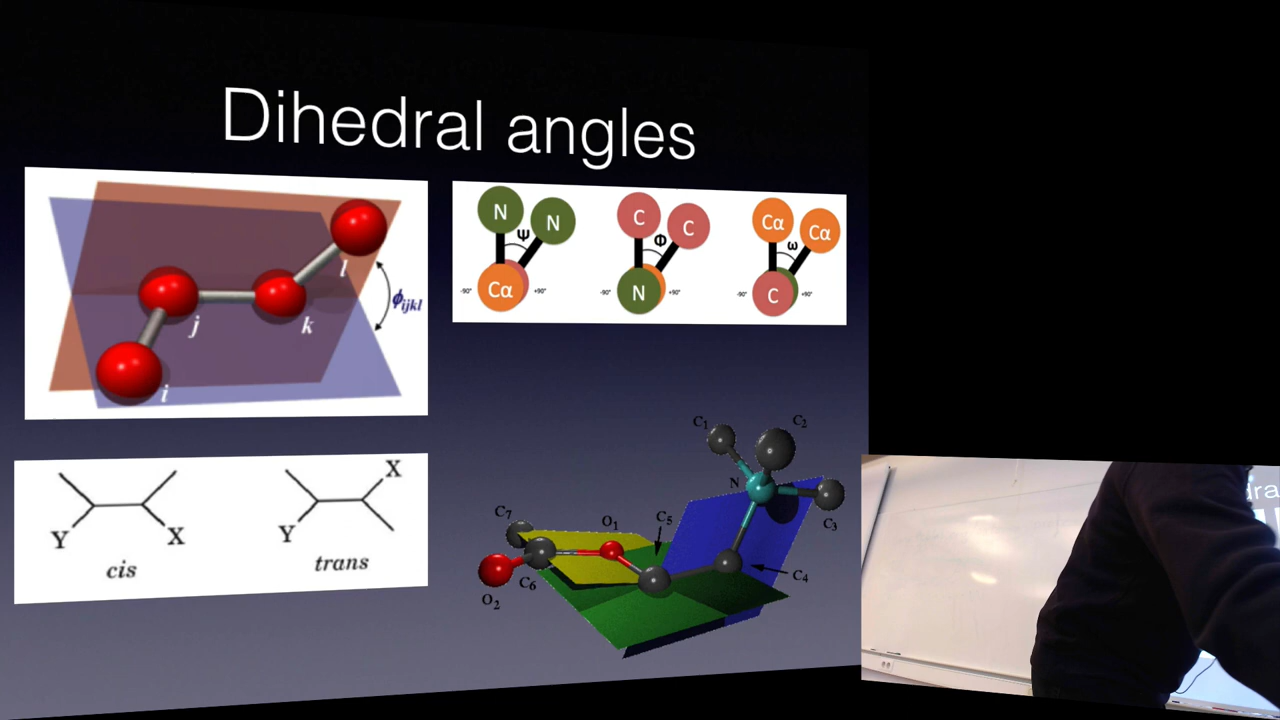 Dihedral angles
l
ϕijkl
j
k
i
N N
Ψ
Cα
-90° +90°
C C
Φ
N
-90° +90°
Cα Cα
ω
C
-90° +90°
Y X
cis
X
Y
trans
C1 C2
N
C3
C7 O1 C5
C6
O2
C4
dra